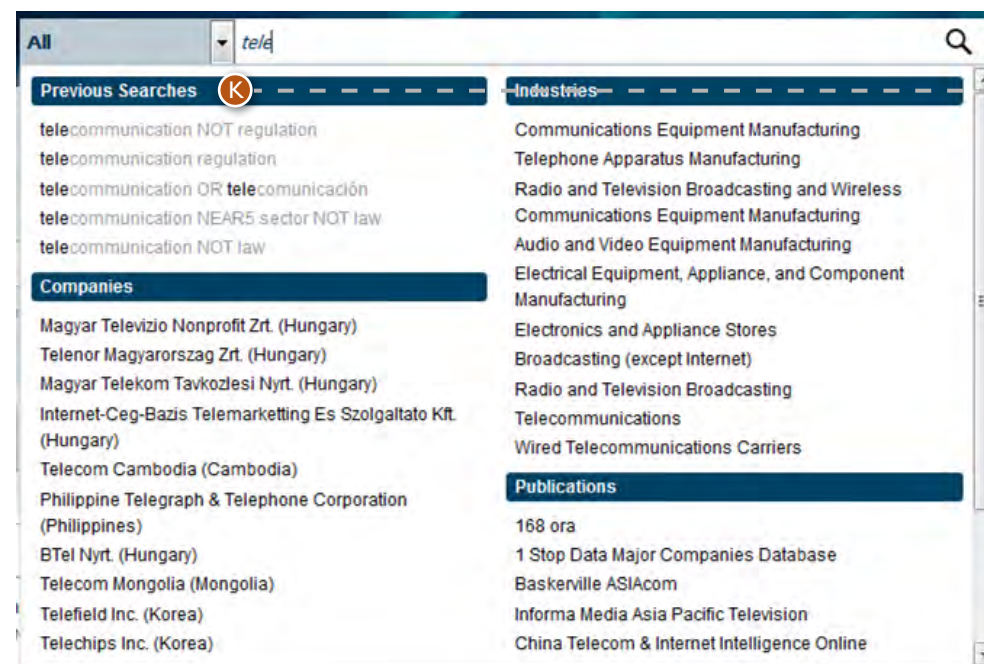 All
tele
Previous Searches K
telecommunication NOT regulation
telecommunication regulation
telecommunication OR telecomunicación
telecommunication NEAR5 sector NOT law
telecommunication NOT law
Companies
Magyar Televizio Nonprofit Zrt. (Hungary)
Telenor Magyarorszag Zrt. (Hungary)
Magyar Telekom Tavkozlesi Nyrt. (Hungary)
Internet-Ceg-Bazis Telemarketting Es Szolgaltato Kft.
(Hungary)
Telecom Cambodia (Cambodia)
Philippine Telegraph & Telephone Corporation
(Philippines)
BTel Nyrt. (Hungary)
Telecom Mongolia (Mongolia)
Telefield Inc. (Korea)
Telechips Inc. (Korea)
Industries
Communications Equipment Manufacturing
Telephone Apparatus Manufacturing
Radio and Television Broadcasting and Wireless
Communications Equipment Manufacturing
Audio and Video Equipment Manufacturing
Electrical Equipment, Appliance, and Component
Manufacturing
Electronics and Appliance Stores
Broadcasting (except Internet)
Radio and Television Broadcasting
Telecommunications
Wired Telecommunications Carriers
Publications
168 ora
1 Stop Data Major Companies Database
Baskerville ASIAcom
Informa Media Asia Pacific Television
China Telecom & Internet Intelligence Online